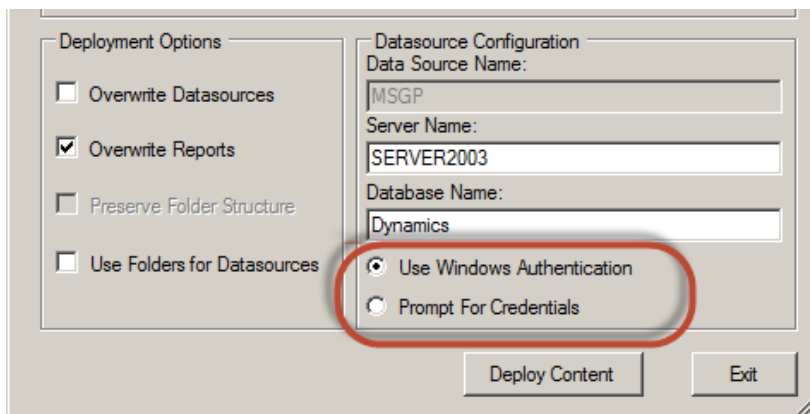 Deployment Options
Overwrite Datasources
Overwrite Reports
Preserve Folder Structure
Use Folders for Datasources
Datasource Configuration
Data Source Name:
MSGP
Server Name:
SERVER2003
Database Name:
Dynamics
Use Windows Authentication
Prompt For Credentials
Deploy Content
Exit